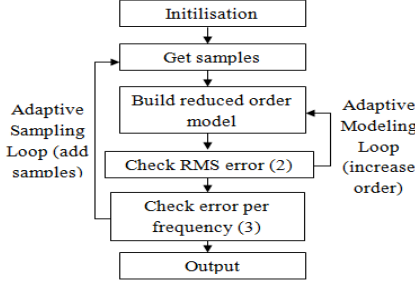 Initilisation
Get samples
Build reduced order
model
Check RMS error (2)
Check error per
frequency (3)
Output
Adaptive
Sampling
Loop (add
samples)
Adaptive
Modeling
Loop
(increase
order)